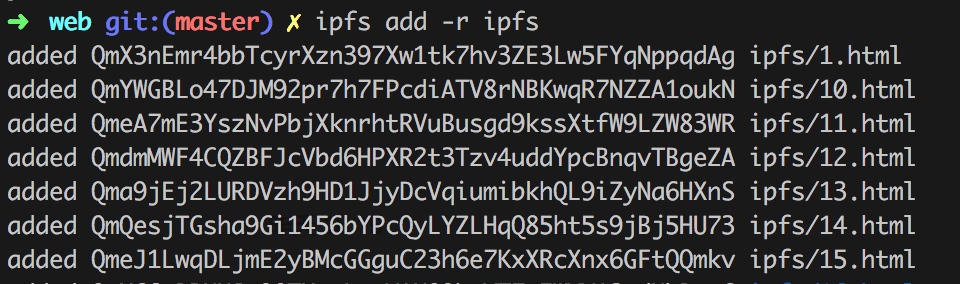 ➜ web git:(master) ✗ ipfs add -r ipfs
added QmX3nEmr4bbTcyrXzn397Xw1tk7hv3ZE3Lw5FYqNppqdAg ipfs/1.html
added QmYWGBLo47DJM92pr7h7FPcdiATV8rNBKwqR7NZZA1oukN ipfs/10.html
added QmeA7mE3YszNvPbjXknrhtRVuBusgd9kssXtfW9LZW83WR ipfs/11.html
added QmdmMWF4CQZBFJcVbd6HPXR2t3Tzv4uddYpcBnqvTBgeZA ipfs/12.html
added Qma9jEj2LURDVzh9HD1JjyDcVqiumibkhQL9iZyNa6HXnS ipfs/13.html
added QmQesjTGsha9Gi1456bYPcQyLYZLHqQ85ht5s9jBj5HU73 ipfs/14.html
added QmeJ1LwqDLjmE2yBMcGGguC23h6e7KxXRcXnx6GFtQQmkv ipfs/15.html